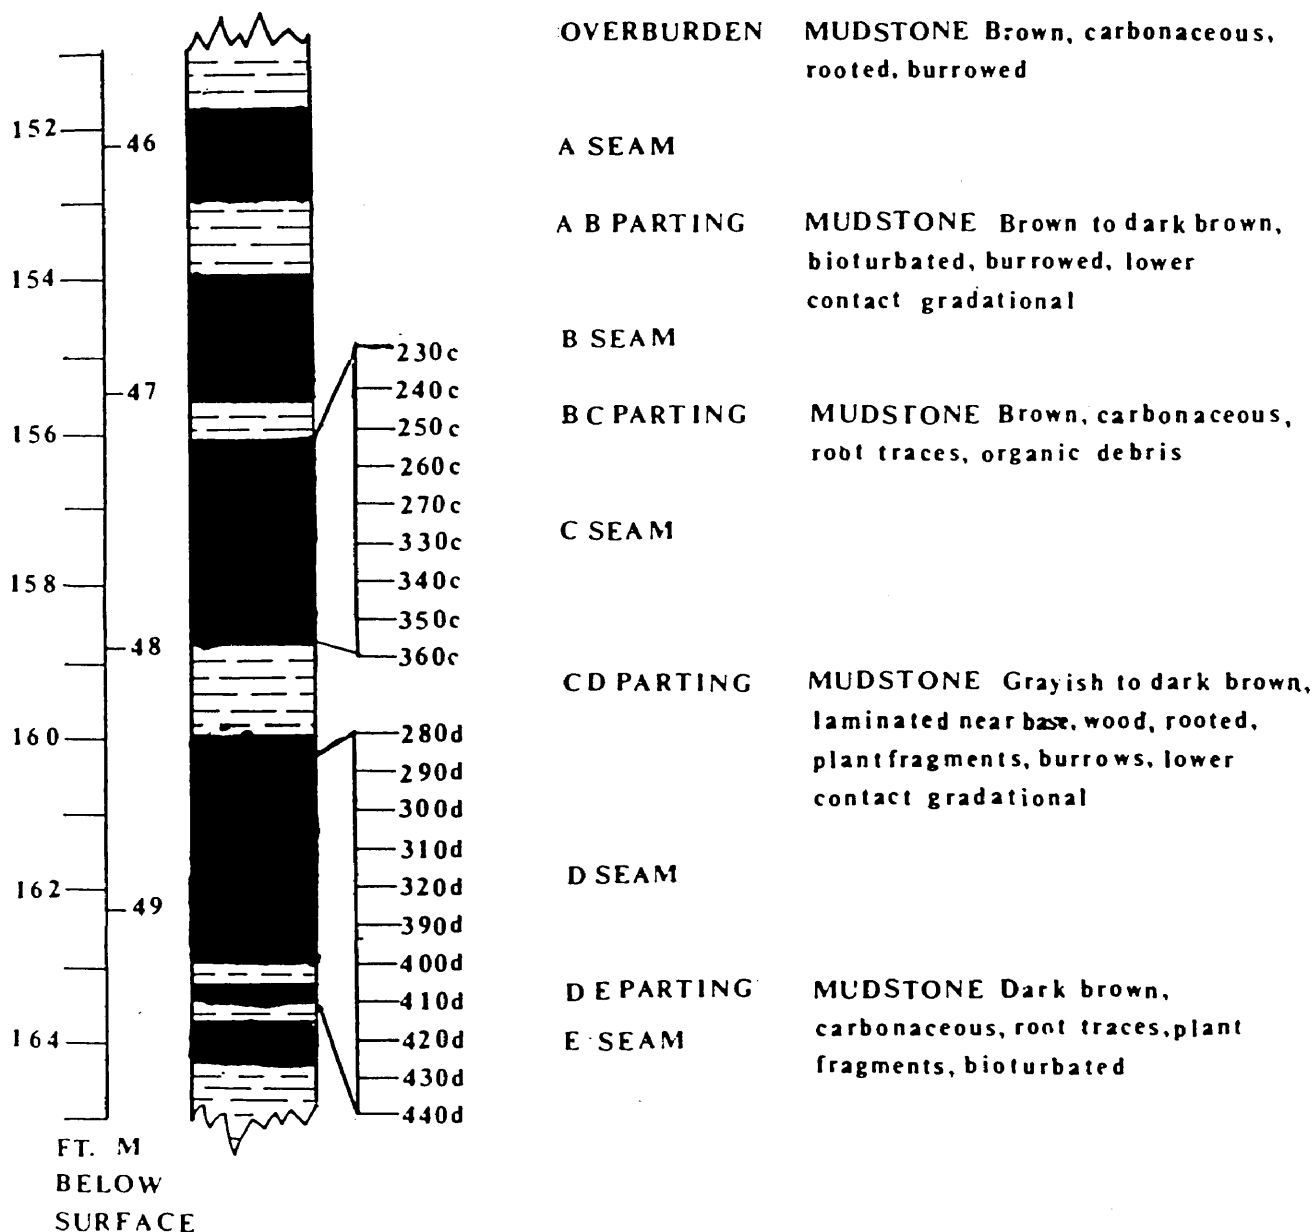 OVERBURDEN MUDSTONE Brown, carbonaceous,
rooted, burrowed
152
46
A SEAM
A B PARTING MUDSTONE Brown to dark brown,
bioturbated, burrowed, lower
contact gradational
154
B SEAM
230c
240c
250c
260c
270c
330c
340c
350c
360c
47
156
B C PARTING MUDSTONE Brown, carbonaceous,
root traces, organic debris
C SEAM
158
48
C D PARTING MUDSTONE Grayish to dark brown,
laminated near base, wood, rooted,
plant fragments, burrows, lower
contact gradational
160
280d
290d
300d
310d
320d
390d
400d
410d
420d
430d
440d
D SEAM
162
49
D E PARTING MUDSTONE Dark brown,
carbonaceous, root traces, plant
fragments, bioturbated
E SEAM
164
FT. M
BELOW
SURFACE